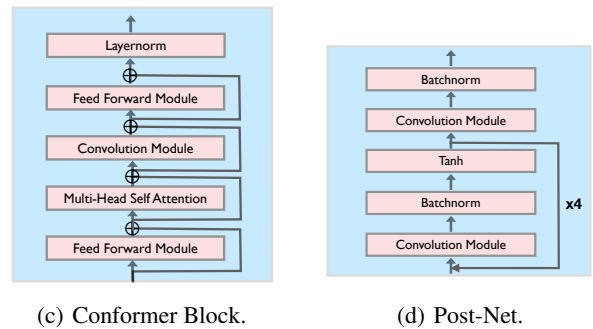 Layernorm
Feed Forward Module
Convolution Module
Multi-Head Self Attention
Feed Forward Module
(c) Conformer Block.
Batchnorm
Convolution Module
Tanh
Batchnorm
x4
Convolution Module
(d) Post-Net.